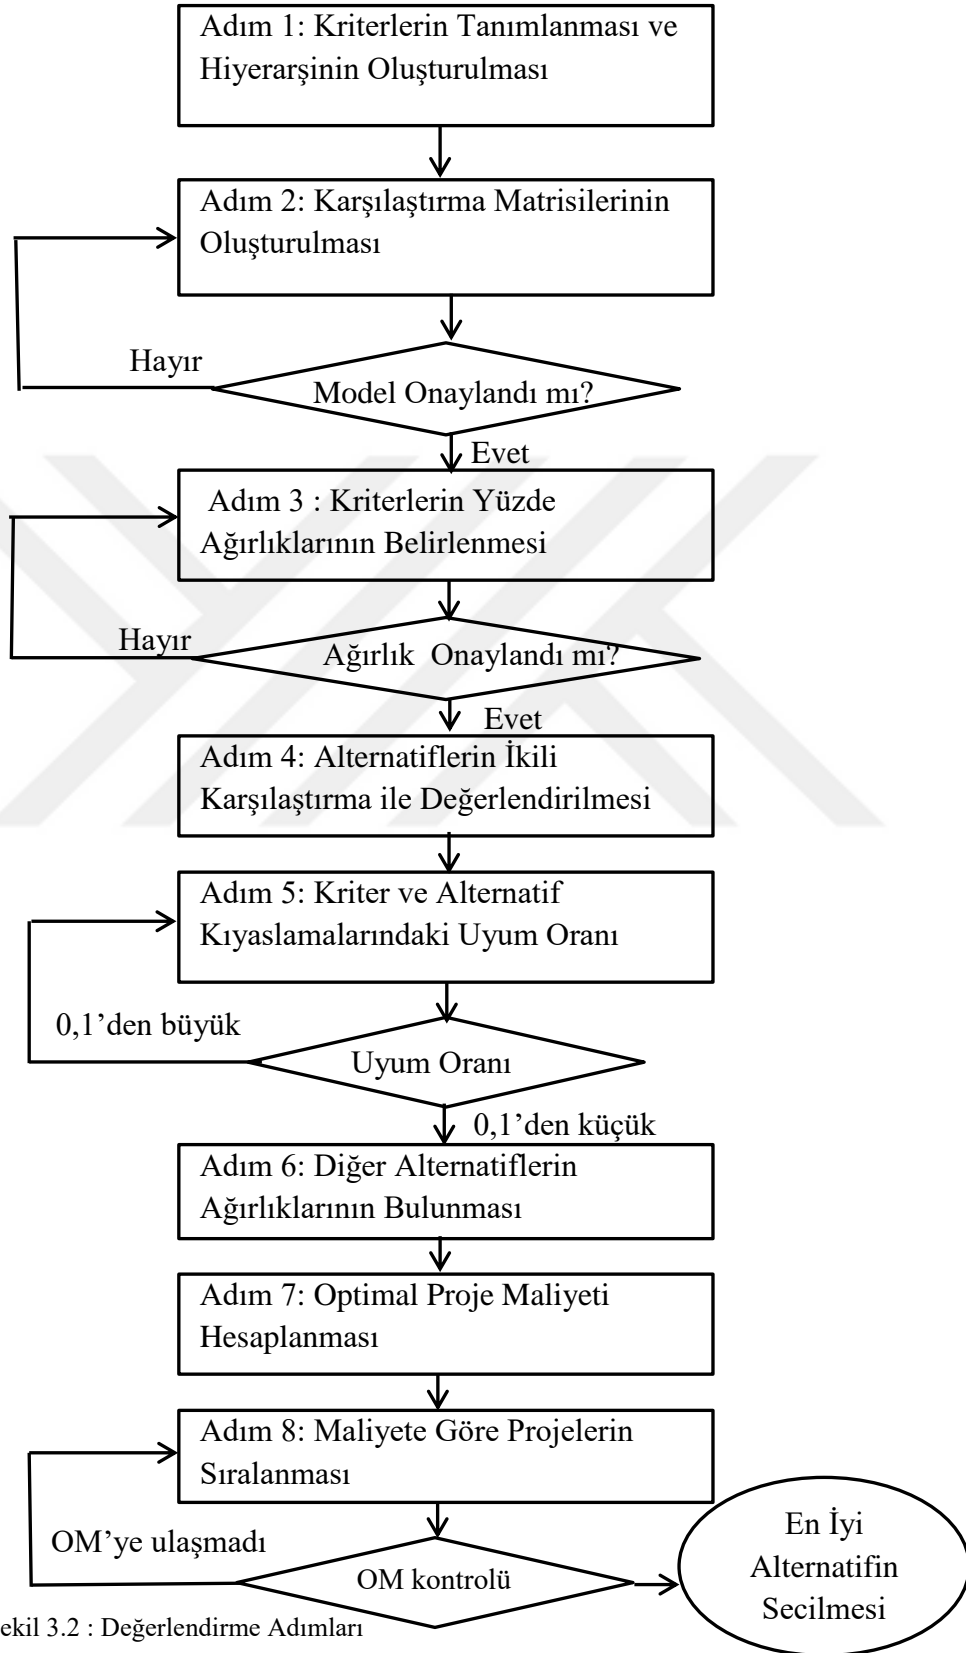 Adım 1: Kriterlerin Tanımlanması ve
Hiyerarşinin Oluşturulması
Adım 2: Karşılaştırma Matrisilerinin
Oluşturulması
Hayır
Model Onaylandı mı?
Evet
Adım 3 : Kriterlerin Yüzde
Ağırlıklarının Belirlenmesi
Hayır
Ağırlık Onaylandı mı?
Evet
Adım 4: Alternatiflerin İkili
Karşılaştırma ile Değerlendirilmesi
Adım 5: Kriter ve Alternatif
Kıyaslamalarındaki Uyum Oranı
0,1’den büyük
Uyum Oranı
0,1’den küçük
Adım 6: Diğer Alternatiflerin
Ağırlıklarının Bulunması
Adım 7: Optimal Proje Maliyeti
Hesaplanması
Adım 8: Maliyete Göre Projelerin
Sıralanması
OM’ye ulaşmadı
OM kontrolü
En İyi
Alternatifin
Secilmesi
ekil 3.2 : Değerlendirme Adımları